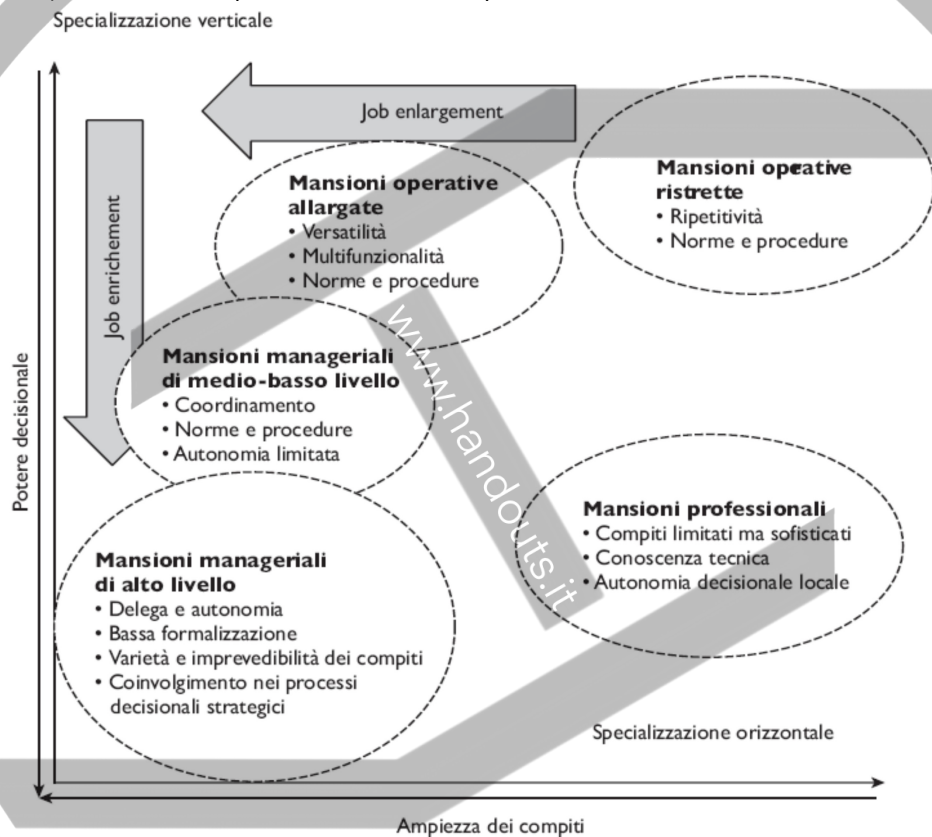 Specializzazione verticale
Job enlargement
Mansioni operative
ristrette
• Ripetitività
• Norme e procedure
Mansioni operative
allargate
• Versatilità
• Multifunzionalità
• Norme e procedure
Job enrichement
Mansioni manageriali
di medio-basso livello
• Coordinamento
• Norme e procedure
• Autonomia limitata
Potere decisionale
www.handouts.it
Mansioni professionali
• Compiti limitati ma sofisticati
• Conoscenza tecnica
• Autonomia decisionale locale
Mansioni manageriali
di alto livello
• Delega e autonomia
• Bassa formalizzazione
• Varietà e imprevedibilità dei compiti
• Coinvolgimento nei processi
decisionali strategici
Specializzazione orizzontale
Ampiezza dei compiti